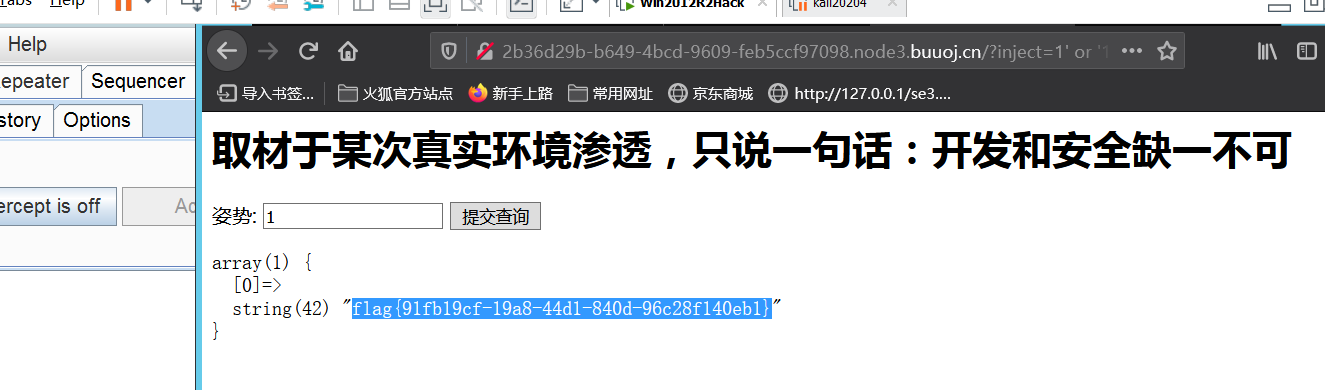 Help
Win2012R2Hack
kali20204
epeater
Sequencer
story
Options
ercept is off
2b36d29b-b649-4bcd-9609-feb5ccf97098.node3.buuoj.cn/?inject=1' or '1
导入书签...
火狐官方站点
新手上路
常用网址
京东商城
http://127.0.0.1/se3....
取材于某次真实环境渗透，只说一句话：开发和安全缺一不可
姿势:
1
提交查询
array(1) {
[0]=>
string(42) "flag{91fb19cf-19a8-44d1-840d-96c28f140eb1}"
}